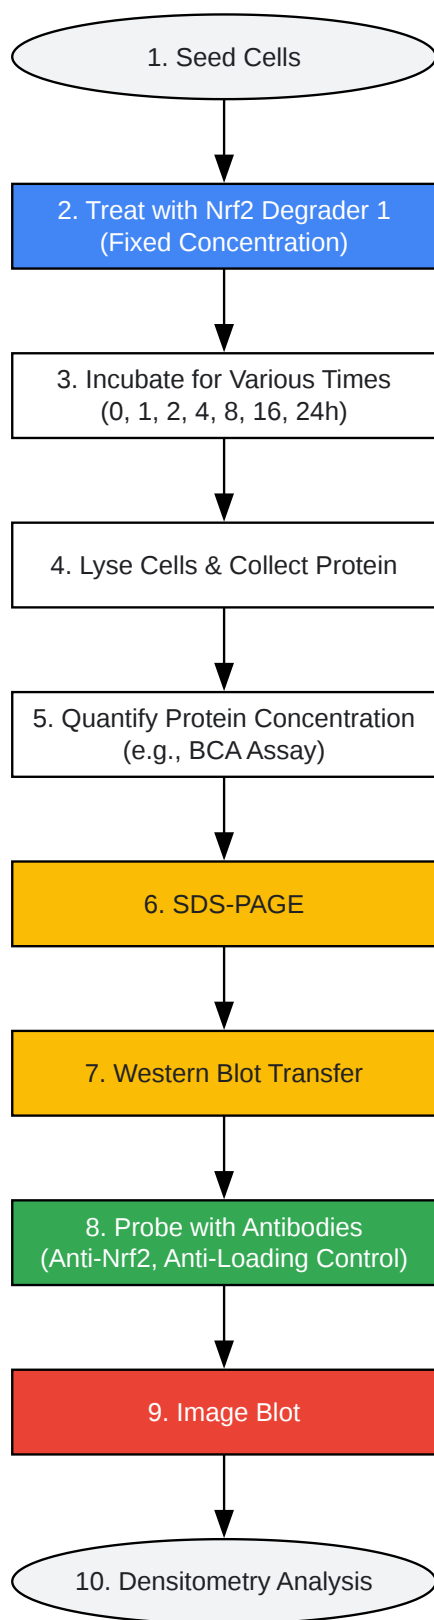 1. Seed Cells
2. Treat with Nrf2 Degrader 1
(Fixed Concentration)
3. Incubate for Various Times
(0, 1, 2, 4, 8, 16, 24h)
4. Lyse Cells & Collect Protein
5. Quantify Protein Concentration
(e.g., BCA Assay)
6. SDS-PAGE
7. Western Blot Transfer
8. Probe with Antibodies
(Anti-Nrf2, Anti-Loading Control)
9. Image Blot
10. Densitometry Analysis